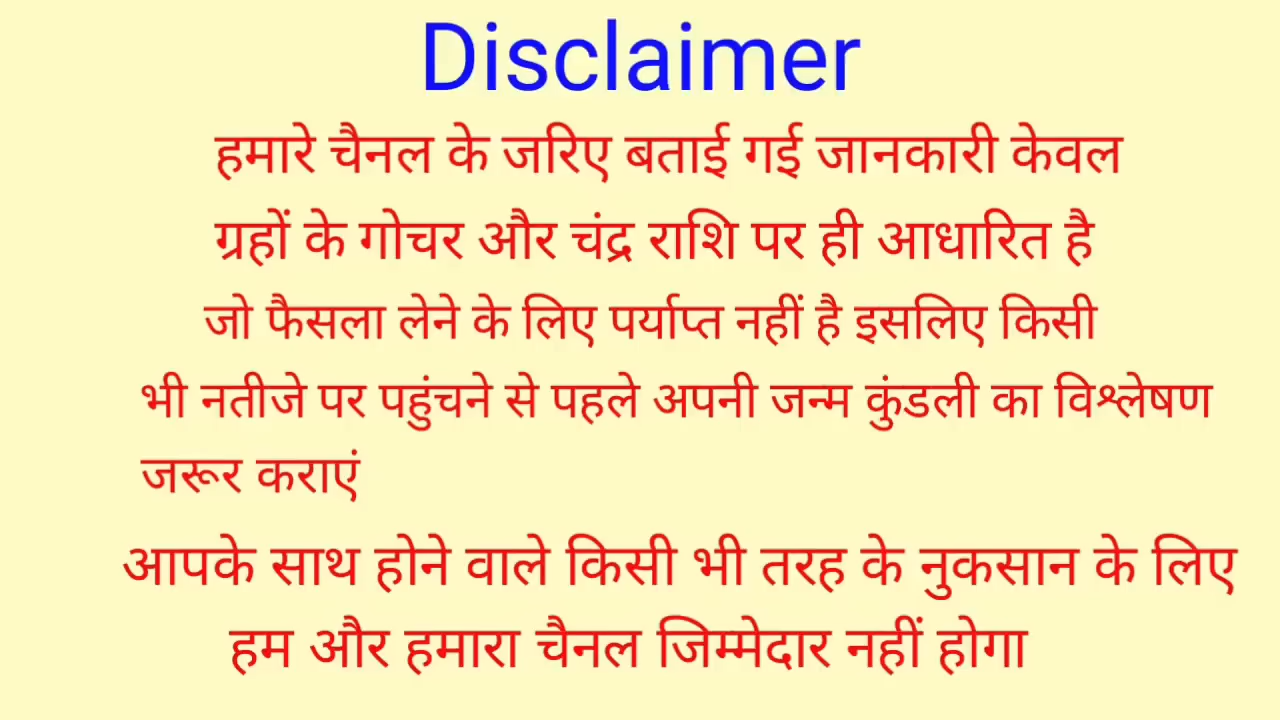 Disclaimer
हमारे चैनल के जरिए बताई गई जानकारी केवल
ग्रहों के गोचर और चंद्र राशि पर ही आधारित है
जो फैसला लेने के लिए पर्याप्त नहीं है इसलिए किसी
भी नतीजे पर पहुंचने से पहले अपनी जन्म कुंडली का विश्लेषण
जरूर कराएं
आपके साथ होने वाले किसी भी तरह के नुकसान के लिए
हम और हमारा चैनल जिम्मेदार नहीं होगा